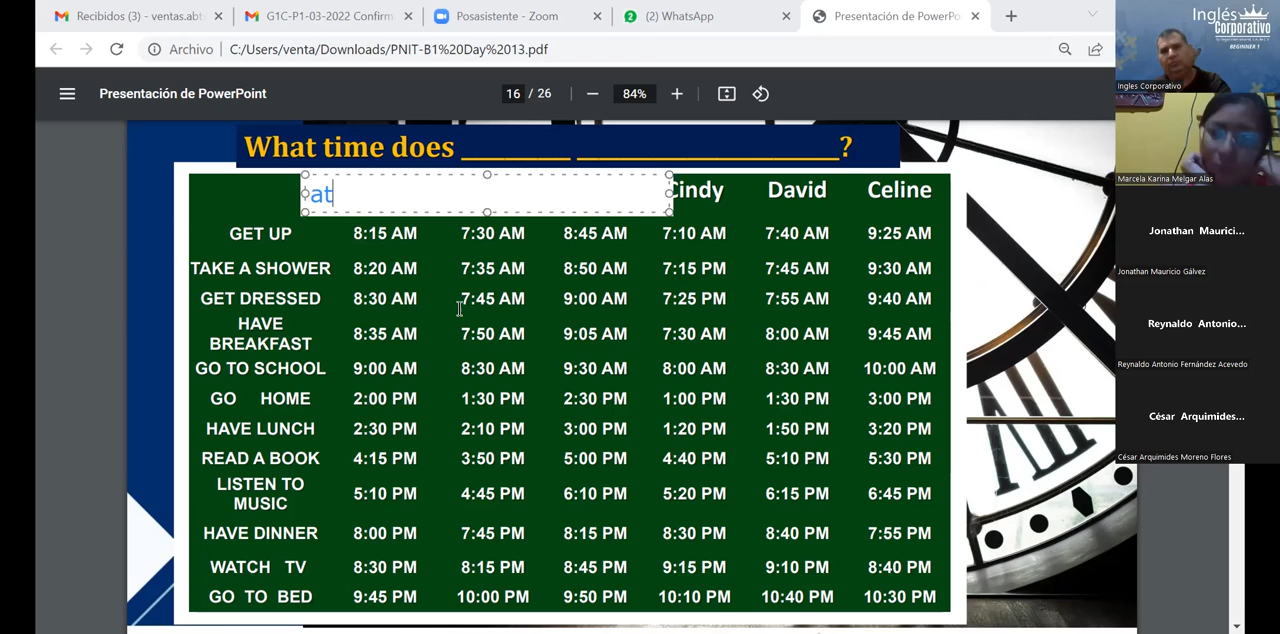 Recibidos (3) - ventas.abt:
G1C-P1-03-2022 Confirm
Posasistente - Zoom
(2) WhatsApp
Presentación de PowerPo
Archivo C:/Users/venta/Downloads/PNIT-B1%20Day%2013.pdf
Presentación de PowerPoint 16 / 26 84%
What time does ________ ____________________?
at Cindy David Celine
GET UP 8:15 AM 7:30 AM 8:45 AM 7:10 AM 7:40 AM 9:25 AM
TAKE A SHOWER 8:20 AM 7:35 AM 8:50 AM 7:15 PM 7:45 AM 9:30 AM
GET DRESSED 8:30 AM 7:45 AM 9:00 AM 7:25 PM 7:55 AM 9:40 AM
HAVE
BREAKFAST 8:35 AM 7:50 AM 9:05 AM 7:30 AM 8:00 AM 9:45 AM
GO TO SCHOOL 9:00 AM 8:30 AM 9:30 AM 8:00 AM 8:30 AM 10:00 AM
GO HOME 2:00 PM 1:30 PM 2:30 PM 1:00 PM 1:30 PM 3:00 PM
HAVE LUNCH 2:30 PM 2:10 PM 3:00 PM 1:20 PM 1:50 PM 3:20 PM
READ A BOOK 4:15 PM 3:50 PM 5:00 PM 4:40 PM 5:10 PM 5:30 PM
LISTEN TO
MUSIC 5:10 PM 4:45 PM 6:10 PM 5:20 PM 6:15 PM 6:45 PM
HAVE DINNER 8:00 PM 7:45 PM 8:15 PM 8:30 PM 8:40 PM 7:55 PM
WATCH TV 8:30 PM 8:15 PM 8:45 PM 9:15 PM 9:10 PM 8:40 PM
GO TO BED 9:45 PM 10:00 PM 9:50 PM 10:10 PM 10:40 PM 10:30 PM
Inglés
Corporativo
BEGINNER 1
Ingles Corporativo
Marcela Karina Melgar Alas
Jonathan Maurici...
Jonathan Mauricio Gálvez
Reynaldo Antonio...
Reynaldo Antonio Fernández Acevedo
César Arquimides...
César Arquimides Moreno Flores